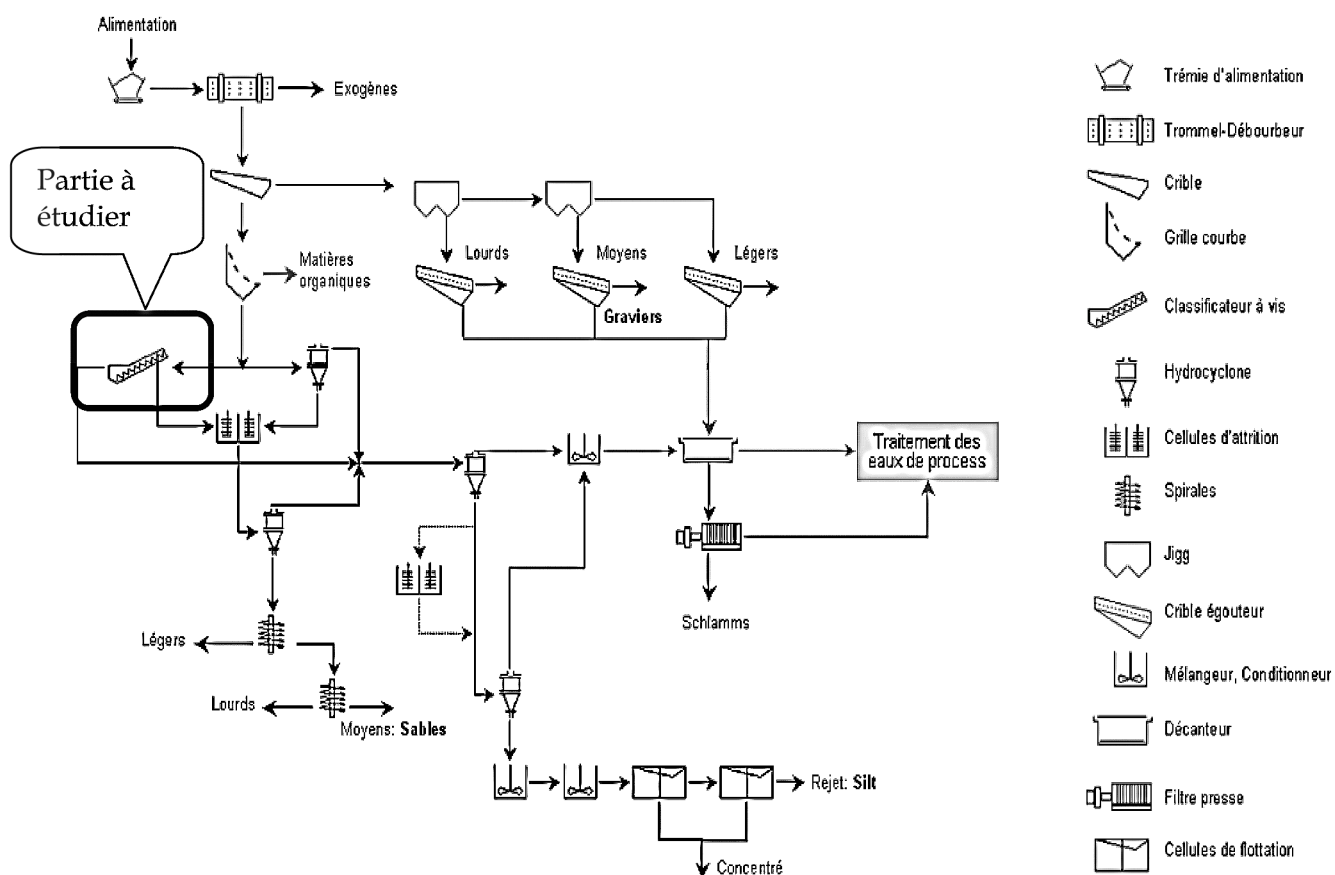 Alimentation
Exogènes
Partie à
étudier
Matières
organiques
Lourds
Moyens
Légers
Graviers
Traitement des
eaux de process
Schlamms
Légers
Lourds
Moyens: Sables
Rejet: Silt
Concentré
Trémie d'alimentation
Trommel-Débourbeur
Crible
Grille courbe
Classificateur à vis
Hydrocyclone
Cellules d'attrition
Spirales
Jigg
Crible égouteur
Mélangeur, Conditionneur
Décanteur
Filtre presse
Cellules de flottation